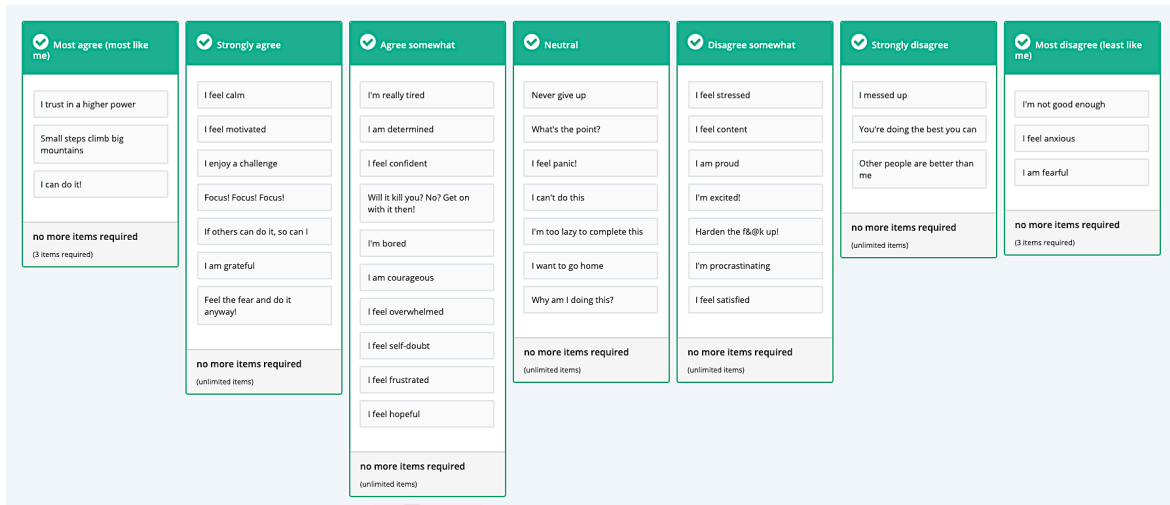 Most agree (most like
me)
I trust in a higher power
Small steps climb big
mountains
I can do it!
no more items required
(3 items required)
Strongly agree
I feel calm
I feel motivated
I enjoy a challenge
Focus! Focus! Focus!
If others can do it, so can I
I am grateful
Feel the fear and do it
anyway!
no more items required
(unlimited items)
Agree somewhat
I'm really tired
I am determined
I feel confident
Will it kill you? No? Get on
with it then!
I'm bored
I am courageous
I feel overwhelmed
I feel self-doubt
I feel frustrated
I feel hopeful
no more items required
(unlimited items)
Neutral
Never give up
What's the point?
I feel panic!
I can't do this
I'm too lazy to complete this
I want to go home
Why am I doing this?
no more items required
(unlimited items)
Disagree somewhat
I feel stressed
I feel content
I am proud
I'm excited!
Harden the f&@k up!
I'm procrastinating
I feel satisfied
no more items required
(unlimited items)
Strongly disagree
I messed up
You're doing the best you can
Other people are better than
me
no more items required
(unlimited items)
Most disagree (least like
me)
I'm not good enough
I feel anxious
I am fearful
no more items required
(3 items required)